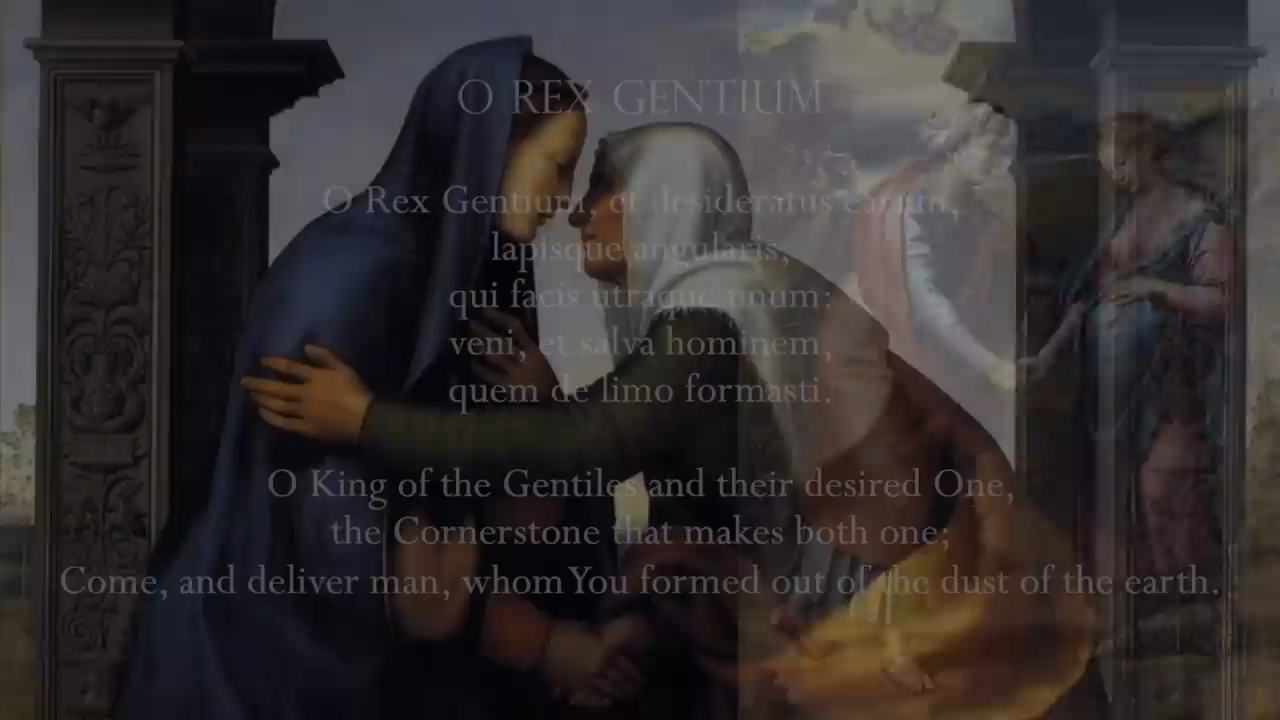 O REX GENTIUM
O Rex Gentium, et desideratus earum,
lapisque angularis,
qui facis utraque unum:
veni, et salva hominem,
quem de limo formasti.
O King of the Gentiles and their desired One,
the Cornerstone that makes both one;
Come, and deliver man, whom You formed out of the dust of the earth.